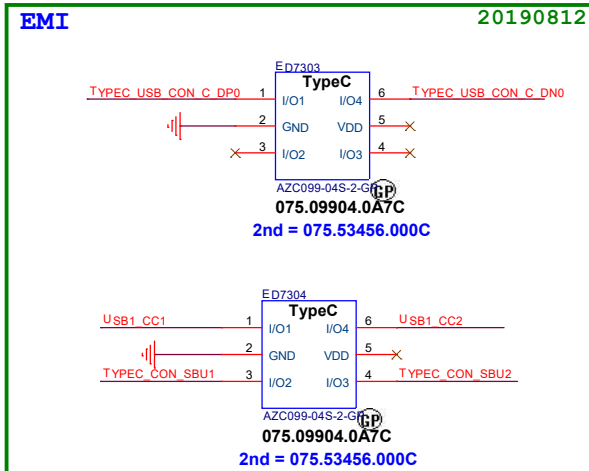 EMI 20190812
ED7303
TypeC
TYPEC_USB_CON_C_DP0 1 I/O1 I/O4 6 TYPEC_USB_CON_C_DN0
2 GND VDD 5
3 I/O2 I/O3 4
AZC099-04S-2-GP GP
075.09904.0A7C
2nd = 075.53456.000C
ED7304
TypeC
USB1_CC1 1 I/O1 I/O4 6 USB1_CC2
2 GND VDD 5
TYPEC_CON_SBU1 3 I/O2 I/O3 4 TYPEC_CON_SBU2
AZC099-04S-2-GP GP
075.09904.0A7C
2nd = 075.53456.000C